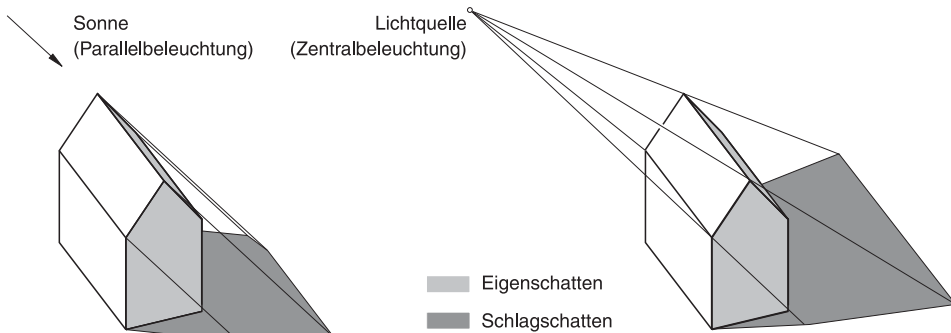 Sonne
(Parallelbeleuchtung)
Lichtquelle
(Zentralbeleuchtung)
Eigenschatten
Schlagschatten